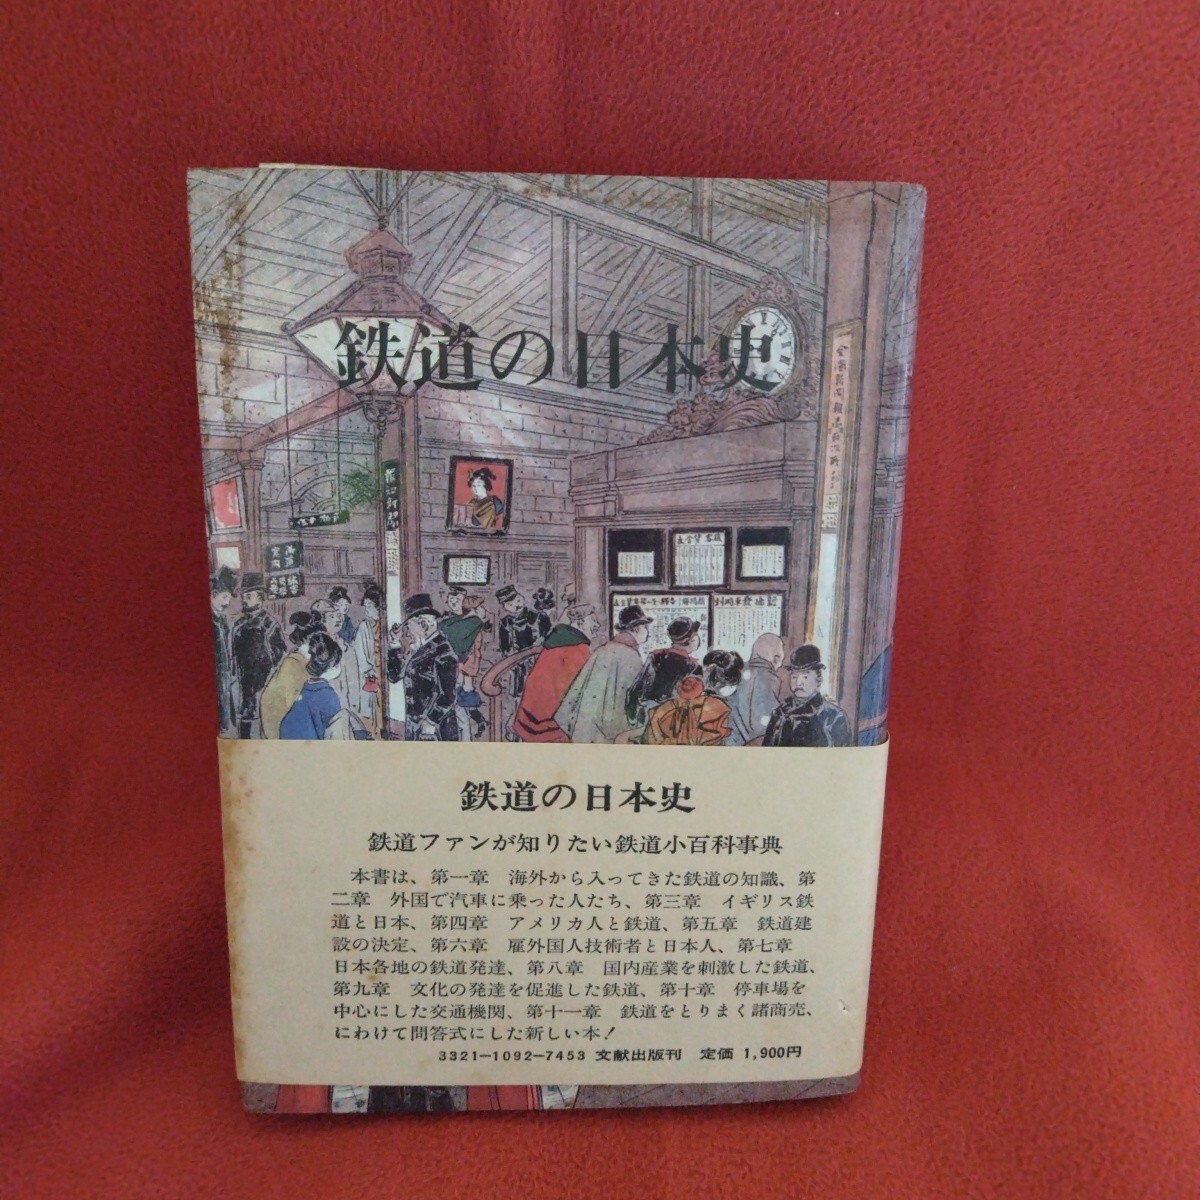 鉄道の日本史
鉄道の日本史
鉄道ファンが知りたい鉄道小百科事典
本書は、第一章　海外から入ってきた鉄道の知識、第
二章　外国で汽車に乗った人たち、第三章　イギリス鉄
道と日本、第四章　アメリカ人と鉄道、第五章　鉄道建
設の決定、第六章　雇外国人技術者と日本人、第七章
日本各地の鉄道発達、第八章　国内産業を刺激した鉄道、
第九章　文化の発達を促進した鉄道、第十章　停車場を
中心にした交通機関、第十一章　鉄道をとりまく諸商売、
にわけて問答式にした新しい本！
3321-1092-7453 文献出版刊　定価 1,900円